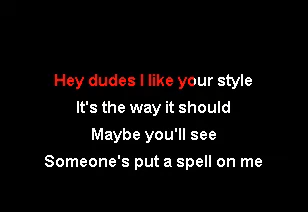 Hey dudes I like your style
It's the way it should
Maybe you'll see
Someone's put a spell on me